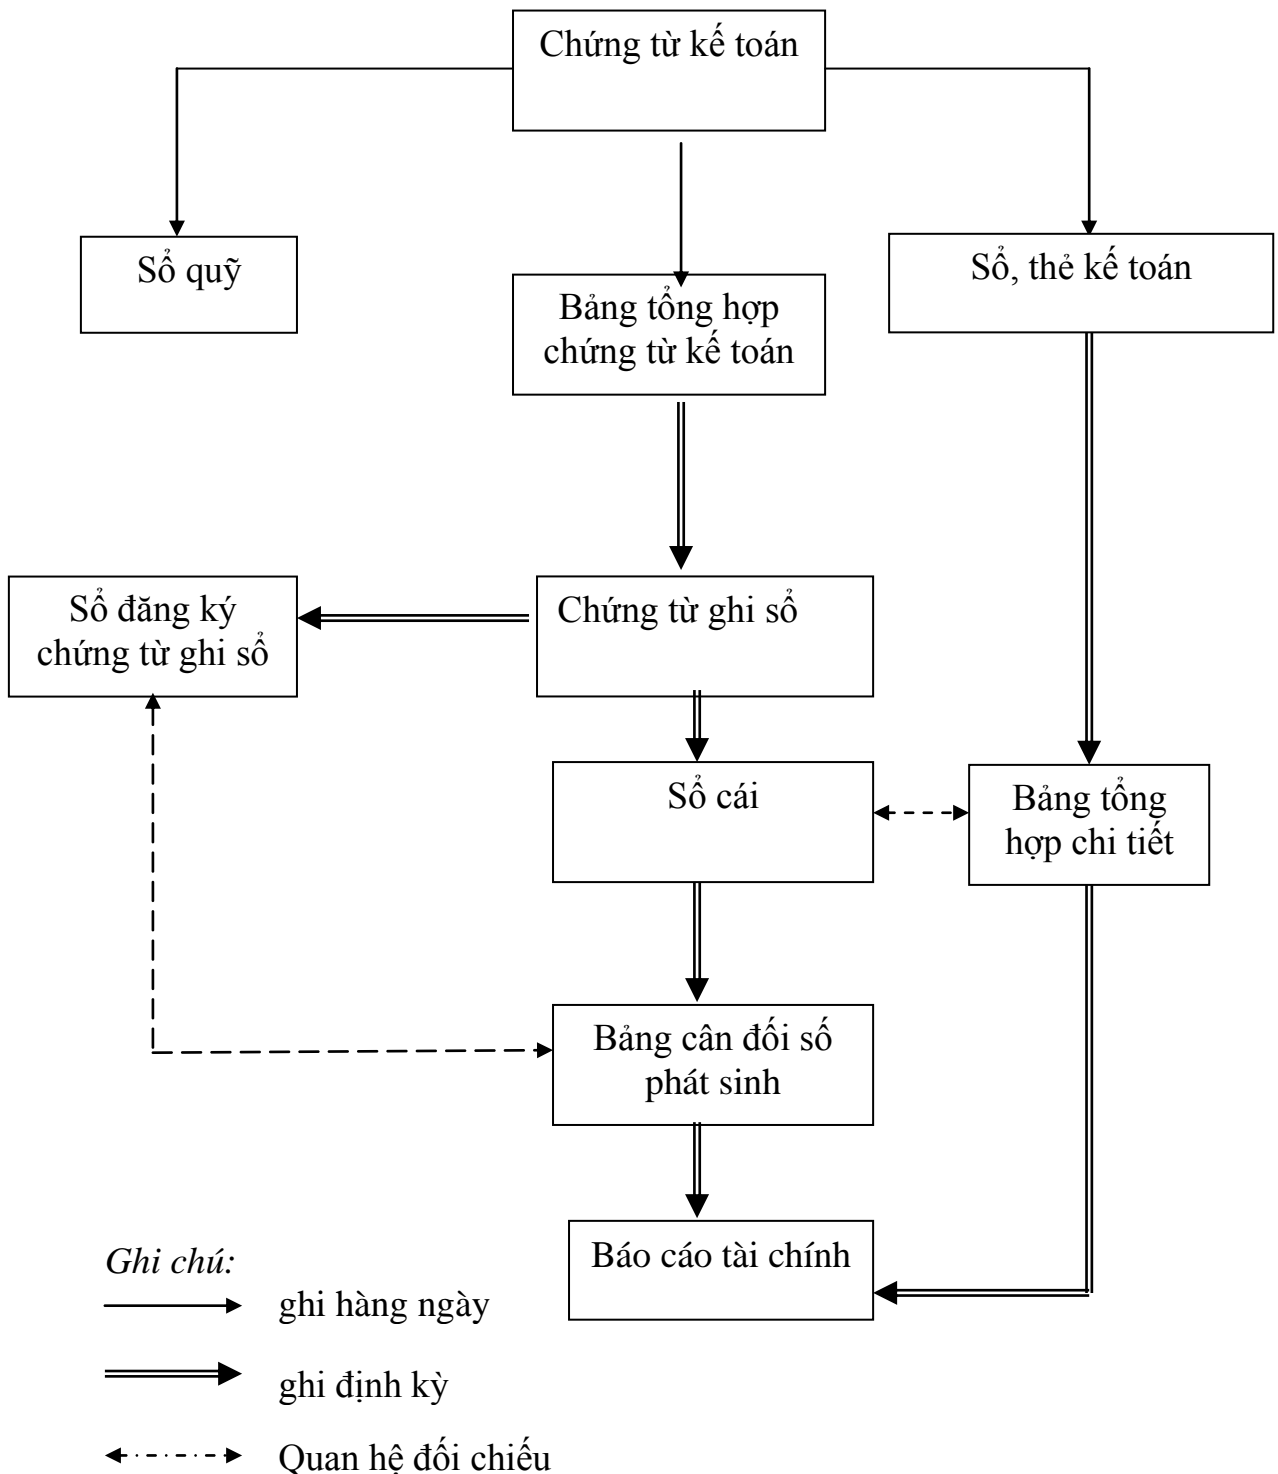 Chứng từ kế toán
Sổ quỹ
Bảng tổng hợp
chứng từ kế toán
Sổ, thẻ kế toán
Sổ đăng ký
chứng từ ghi sổ
Chứng từ ghi sổ
Sổ cái
Bảng tổng
hợp chi tiết
Bảng cân đối số
phát sinh
Báo cáo tài chính
Ghi chú:
ghi hàng ngày
ghi định kỳ
Quan hệ đối chiếu